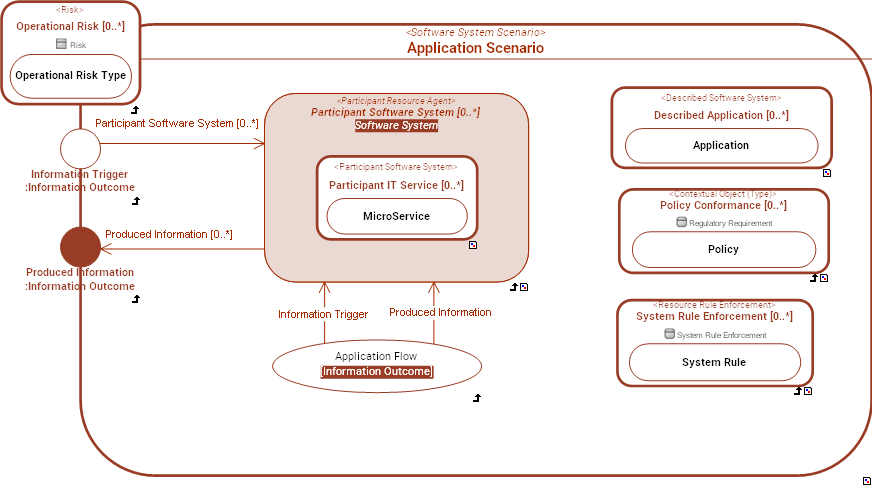 <Risk>
Operational Risk [0..*]
Risk
Operational Risk Type
<Software System Scenario>
Application Scenario
Participant Software System [0..*]
Information Trigger
:Information Outcome
Produced Information [0..*]
Produced Information
:Information Outcome
<Participant Resource Agent>
Participant Software System [0..*]
Software System
<Participant Software System>
Participant IT Service [0..*]
MicroService
Information Trigger
Produced Information
Application Flow
[Information Outcome]
<Described Software System>
Described Application [0..*]
Application
<Contextual Object (Type)>
Policy Conformance [0..*]
Regulatory Requirement
Policy
<Resource Rule Enforcement>
System Rule Enforcement [0..*]
System Rule Enforcement
System Rule